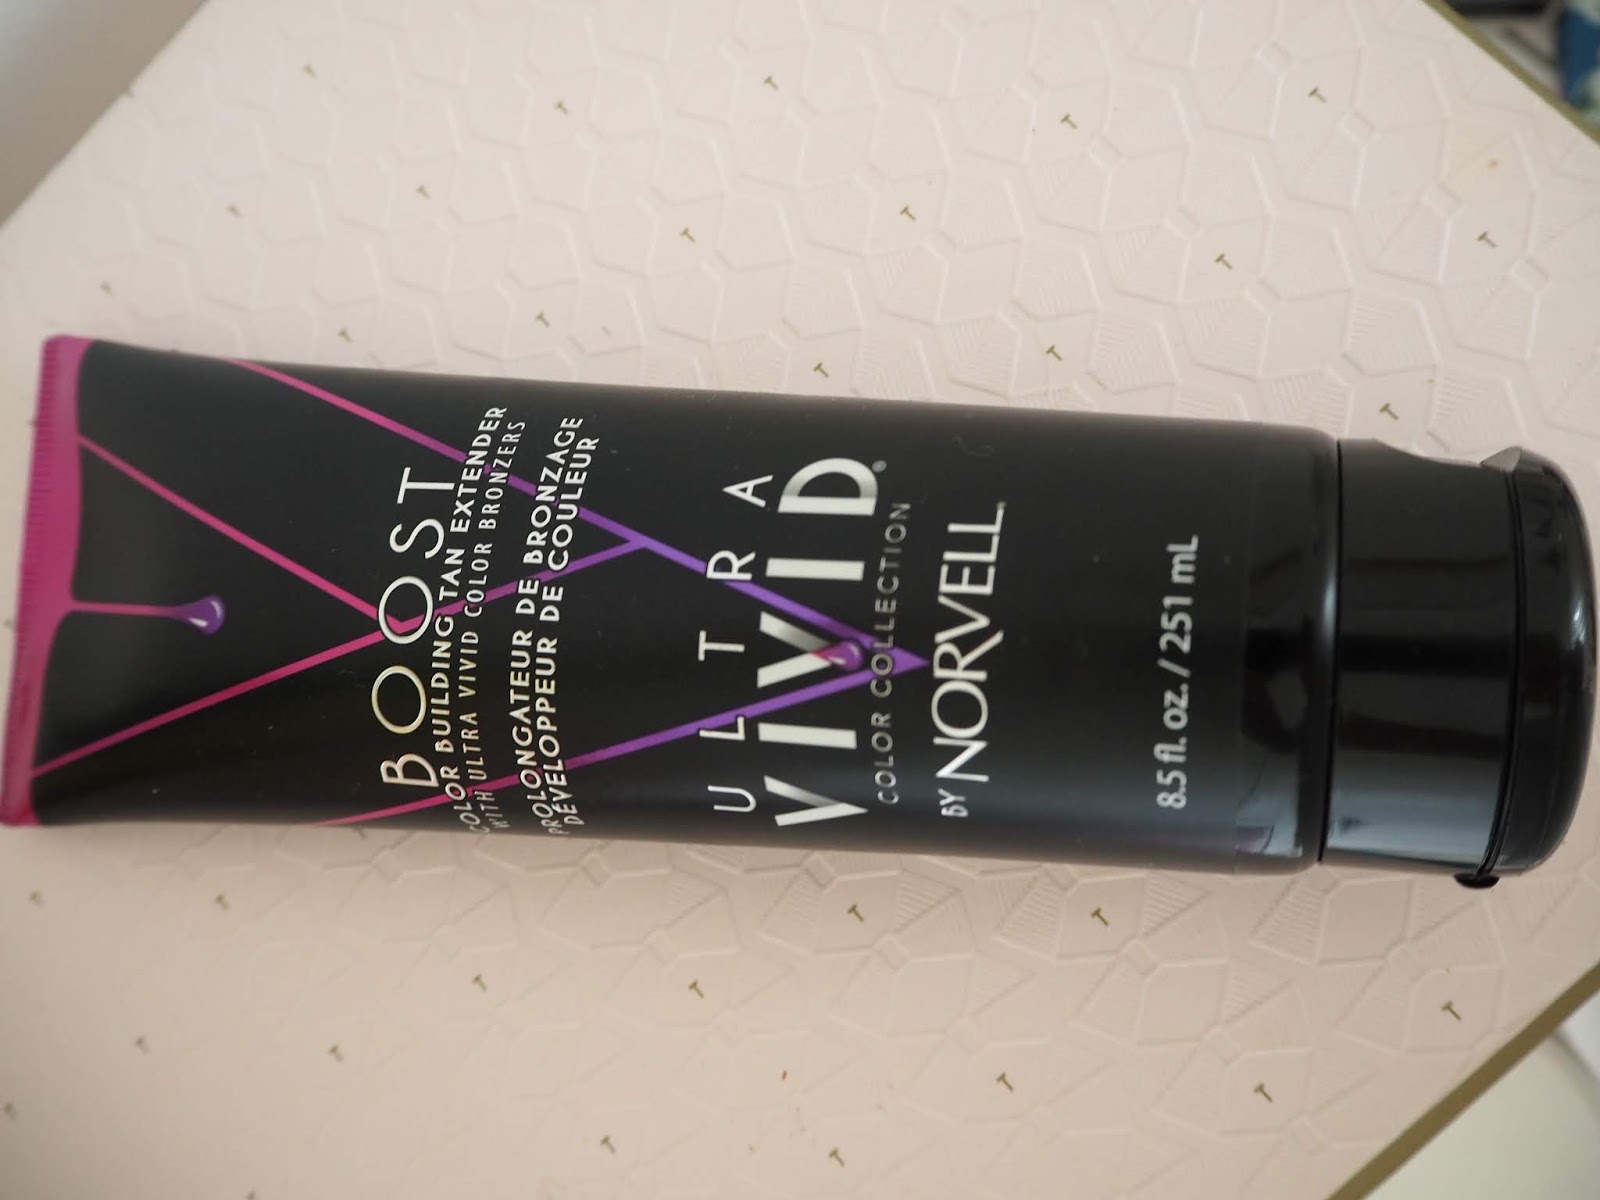 BOOST
COLOR BUILDING TAN EXTENDER
WITH ULTRA VIVID COLOR BRONZERS
PROLONGATEUR DE BRONZAGE
DÉVELOPPEUR DE COULEUR
ULTRA
VIVID®
COLOR COLLECTION
BY NORVELL®
8.5 fl. oz. / 251 mL